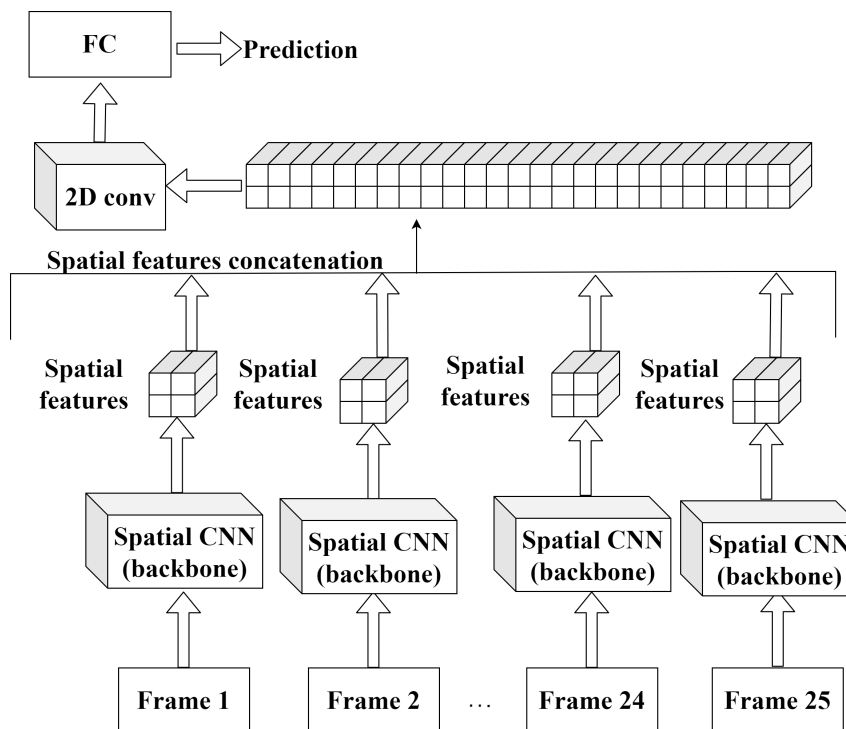 FC
Prediction
2D conv
Spatial features concatenation
Spatial
features
Spatial
features
Spatial
features
Spatial
features
Spatial CNN
(backbone)
Spatial CNN
(backbone)
Spatial CNN
(backbone)
Spatial CNN
(backbone)
Frame 1
Frame 2
...
Frame 24
Frame 25